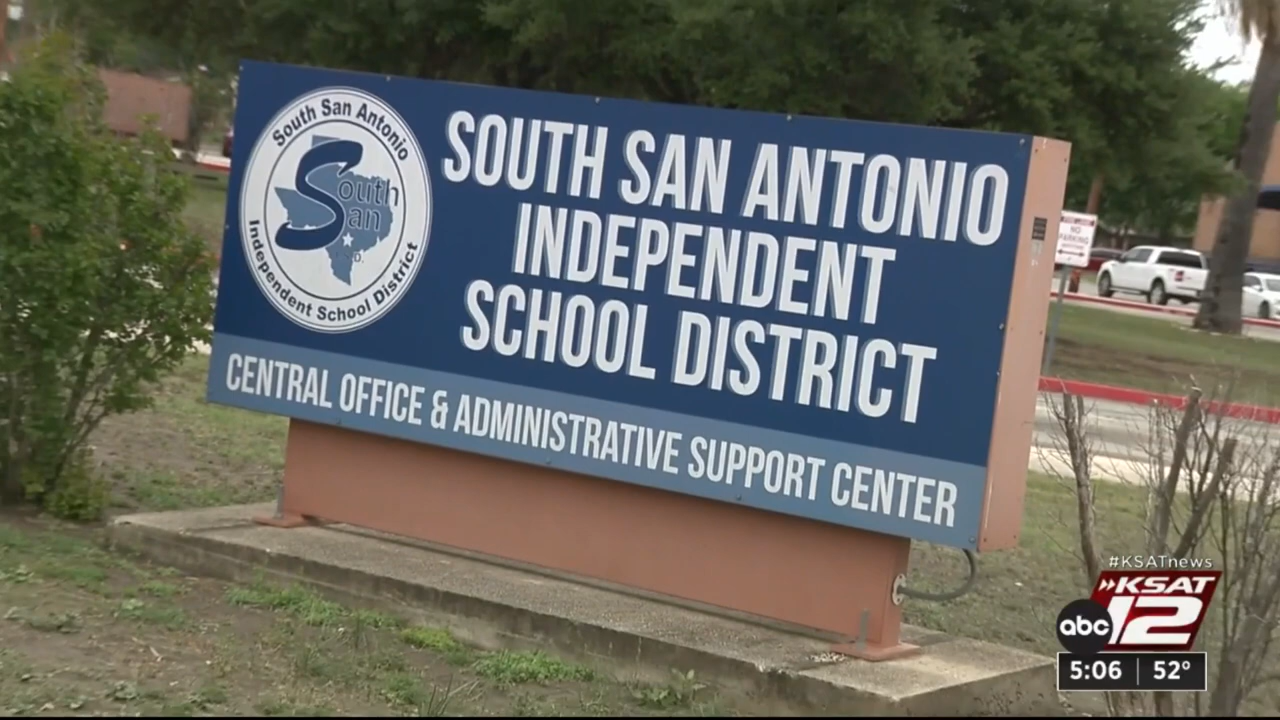 South San Antonio
South
San
I.S.D.
Independent School District
SOUTH SAN ANTONIO
INDEPENDENT
SCHOOL DISTRICT
CENTRAL OFFICE & ADMINISTRATIVE SUPPORT CENTER
NO
PARKING
#KSATnews
KSAT
abc 12
5:06 52°